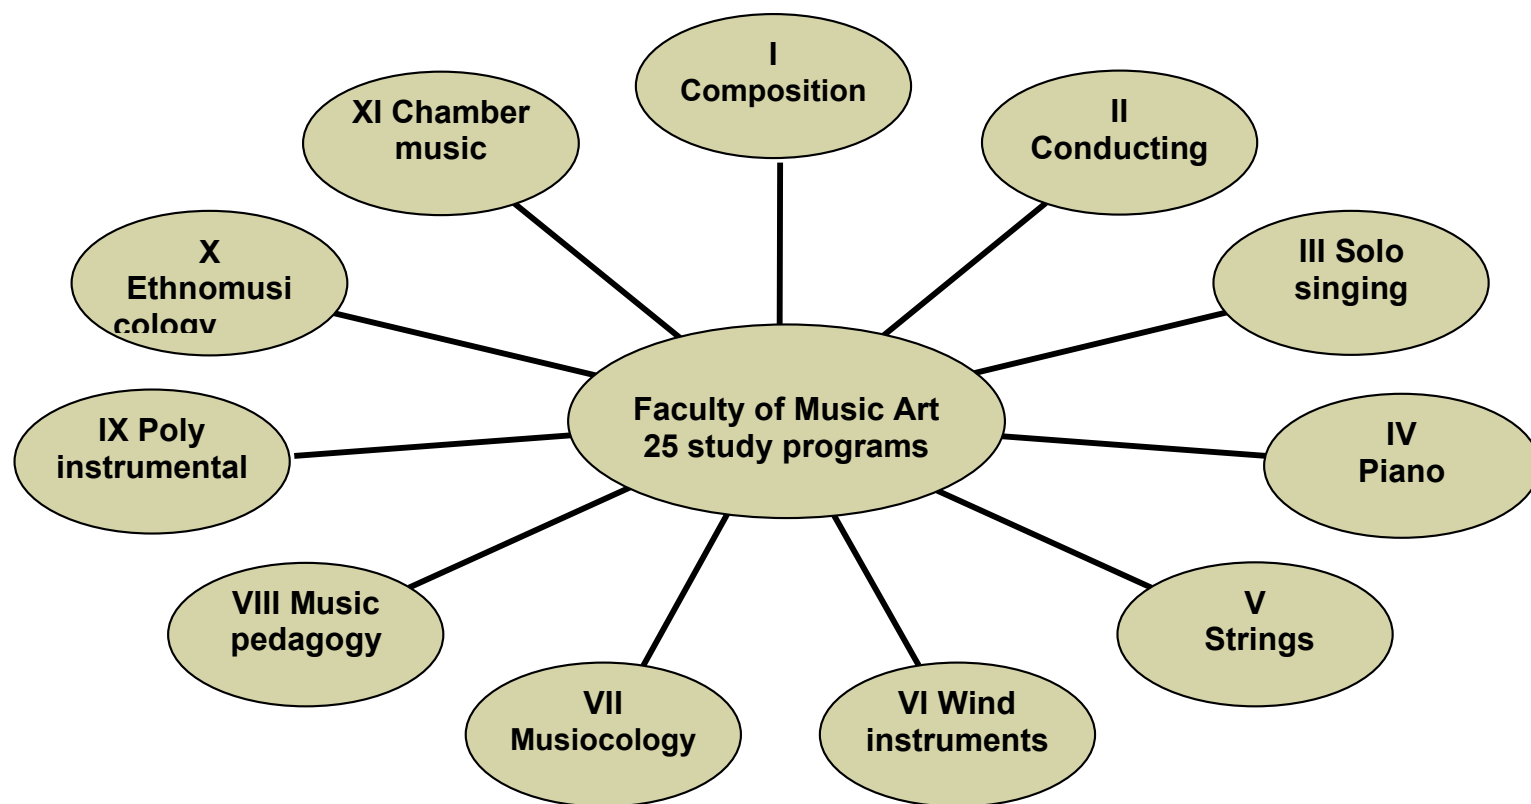 I
Composition
II
Conducting
III Solo
singing
IV
Piano
V
Strings
VI Wind
instruments
VII
Musiocology
VIII Music
pedagogy
IX Poly
instrumental
X
Ethnomusi
cology
XI Chamber
music
Faculty of Music Art
25 study programs